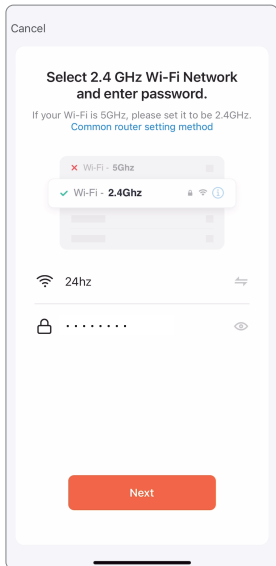 Cancel
Select 2.4 GHz Wi-Fi Network
and enter password.
If your Wi-Fi is 5GHz, please set it to be 2.4GHz.
Common router setting method
Wi-Fi - 5Ghz
Wi-Fi - 2.4Ghz
24hz
Next